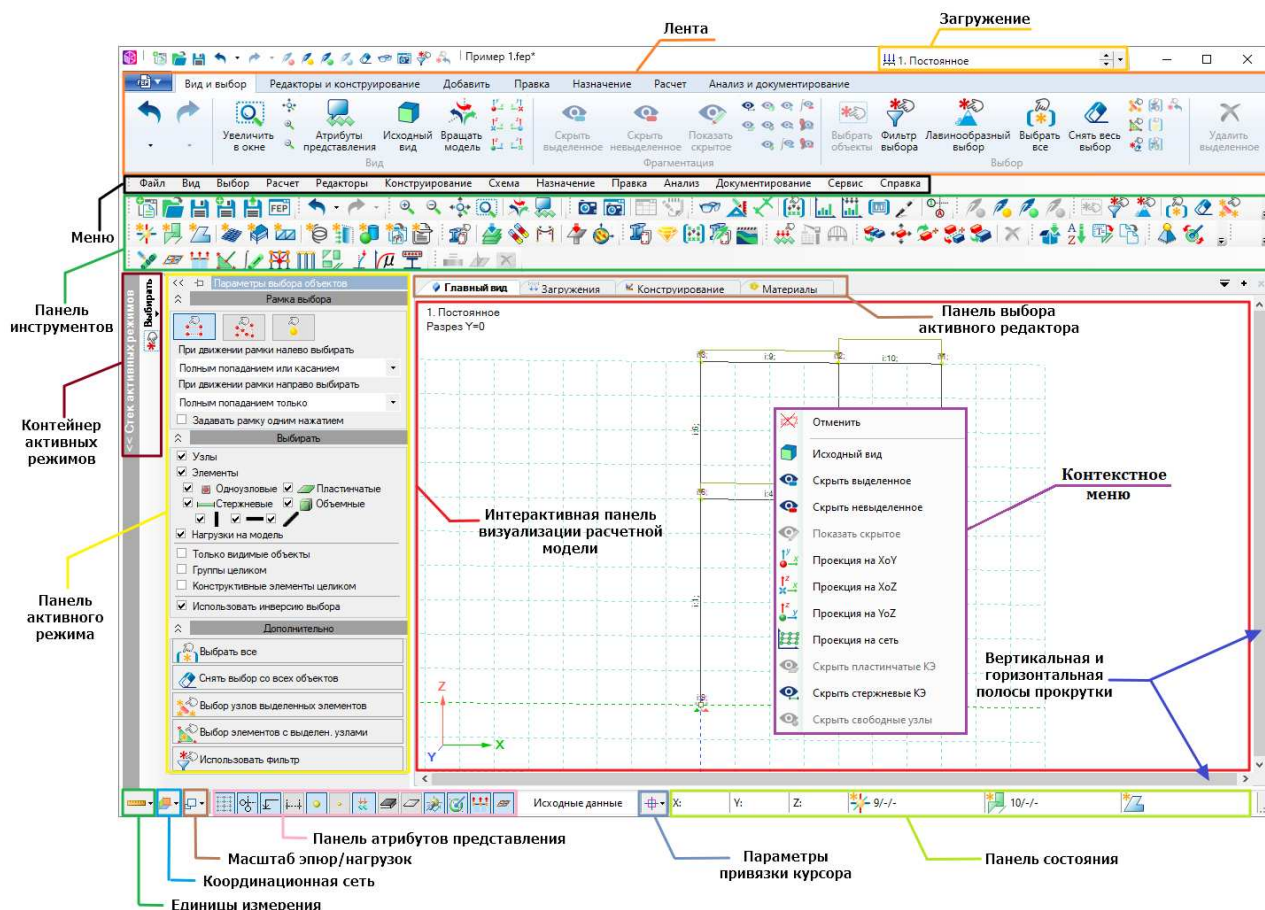 Загружение
Лента
Пример 1.fep*
1. Постоянное
Вид и выбор Редакторы и конструирование Добавить Правка Назначение Расчет Анализ и документирование
Увеличить в окне
Атрибуты представления
Исходный вид
Вращать модель
Скрыть выделенное
Скрыть невыделенное
Показать скрытое
Выбрать объекты
Фильтр выбора
Лавинообразный выбор
Выбрать все
Снять весь выбор
Удалить выделенное
Вид
Фрагментация
Выбор
Файл Вид Выбор Расчет Редакторы Конструирование Схема Назначение Правка Анализ Документирование Сервис Справка
FEP
Меню
Панель
инструментов
Контейнер
активных
режимов
Панель
активного
режима
<< Стек активных режимов
Выбирать
<< Параметры выбора объектов
Рамка выбора
При движении рамки налево выбирать
Полным попаданием или касанием
При движении рамки направо выбирать
Полным попаданием только
Задавать рамку одним нажатием
Выбирать
Узлы
Элементы
Одноузловые Пластинчатые
Стержневые Объемные
Нагрузки на модель
Только видимые объекты
Группы целиком
Конструктивные элементы целиком
Использовать инверсию выбора
Дополнительно
Выбрать все
Снять выбор со всех объектов
Выбор узлов выделенных элементов
Выбор элементов с выделен. узлами
Использовать фильтр
Главный вид Загружения Конструирование Материалы
Панель выбора
активного редактора
1. Постоянное
Разрез Y=0
i:9;
i:10;
i:6;
i:1;
Z
X
Y
Интерактивная панель
визуализации расчетной
модели
Отменить
Исходный вид
Скрыть выделенное
Скрыть невыделенное
Показать скрытое
Проекция на XoY
Проекция на XoZ
Проекция на YoZ
Проекция на сеть
Скрыть пластинчатые КЭ
Скрыть стержневые КЭ
Скрыть свободные узлы
Контекстное
меню
Вертикальная и
горизонтальная
полосы прокрутки
Исходные данные
X: Y: Z: 9/-/- 10/-/-
Панель атрибутов представления
Масштаб эпюр/нагрузок
Координационная сеть
Единицы измерения
Параметры
привязки курсора
Панель состояния